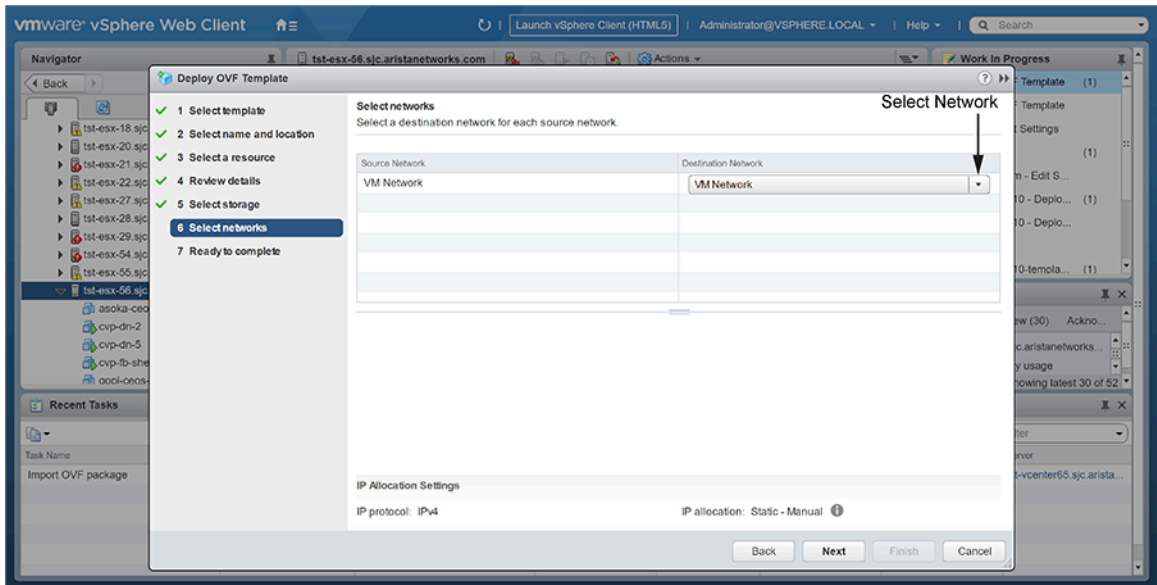 vmware® vSphere Web Client
Launch vSphere Client (HTML5) | Administrator@VSPHERE.LOCAL | Help | Search
Navigator
tst-esx-56.sjc.aristanetworks.com Actions
Work In Progress
Back
Deploy OVF Template
Template (1)
Select Network
1 Select template
2 Select name and location
3 Select a resource
4 Review details
5 Select storage
6 Select networks
7 Ready to complete
Select networks
Select a destination network for each source network.
Source Network Destination Network
VM Network VM Network
IP Allocation Settings
IP protocol: IPv4 IP allocation: Static - Manual
Back Next Finish Cancel
tst-esx-18.sjc
tst-esx-20.sjc
tst-esx-21.sjc
tst-esx-22.sjc
tst-esx-27.sjc
tst-esx-28.sjc
tst-esx-29.sjc
tst-esx-54.sjc
tst-esx-55.sjc
tst-esx-56.sjc
asoka-ceo
cvp-dn-2
cvp-dn-5
cvp-fb-she
gopi-ceos-
Template
Settings
(1)
n - Edit S...
10 - Deplo... (1)
10 - Deplo...
10-templa... (1)
ew (30) Ackno...
c.aristanetworks...
y usage
howing latest 30 of 52
Recent Tasks
Task Name
Import OVF package
lter
erver
t-vcenter65.sjc.arista...